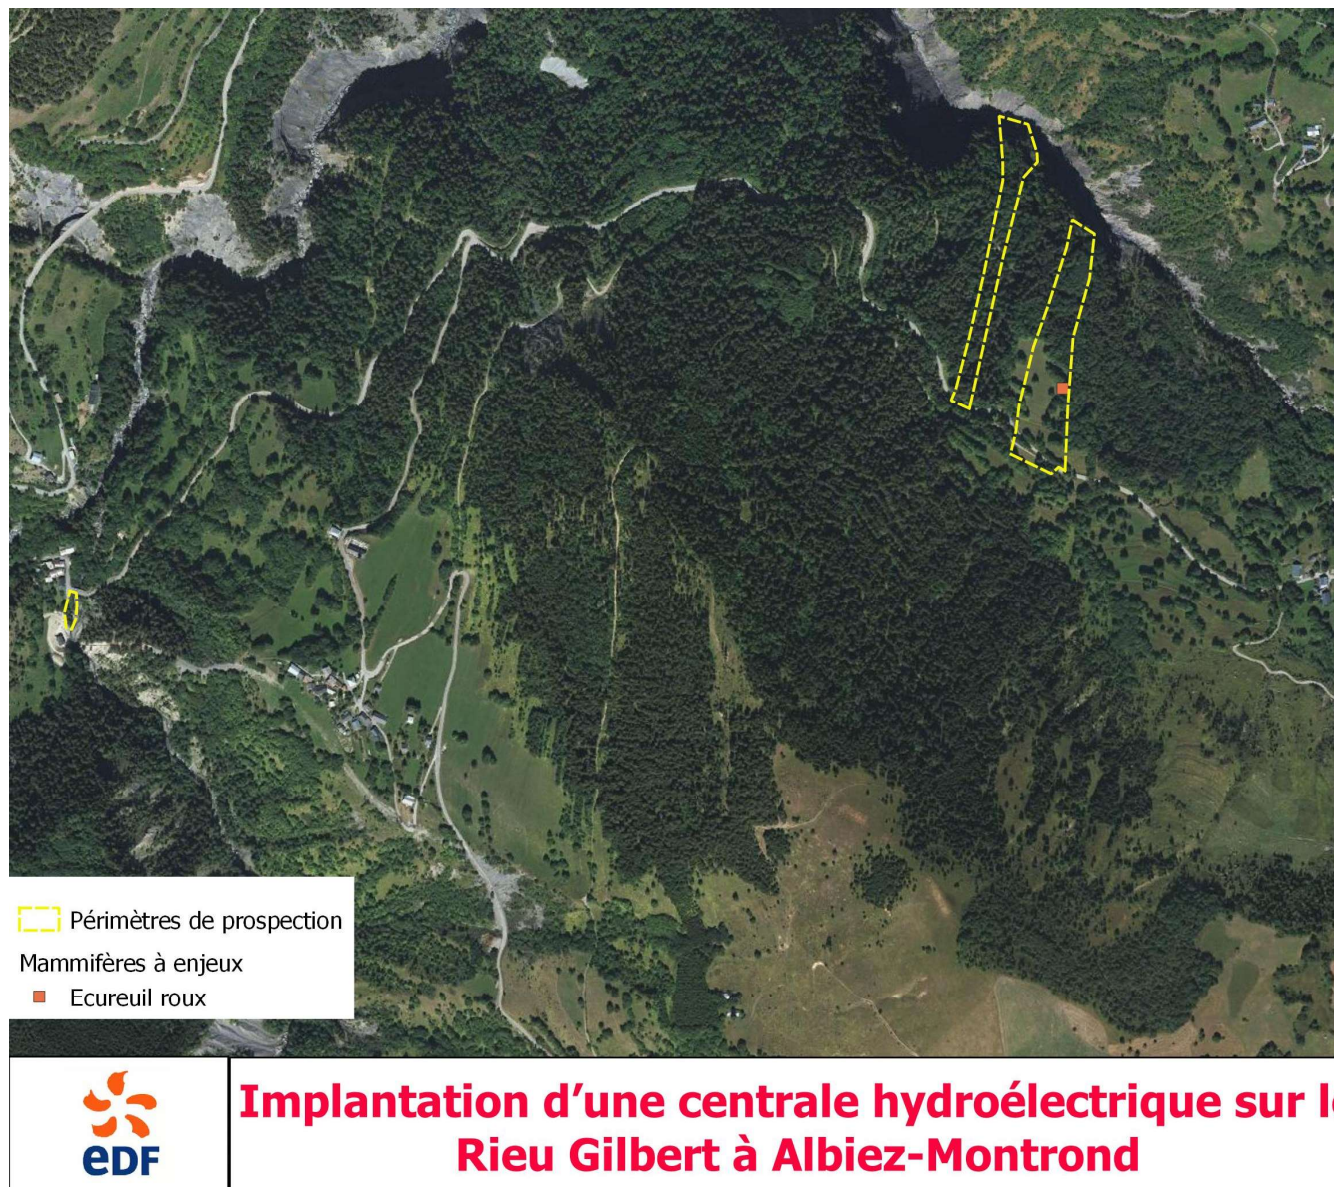 Périmètres de prospection
Mammifères à enjeux
Ecureuil roux
eDF
Implantation d'une centrale hydroélectrique sur l
Rieu Gilbert à Albiez-Montrond